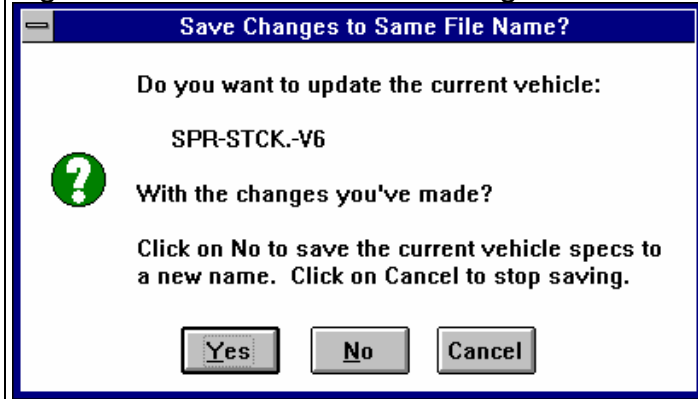 Save Changes to Same File Name?
Do you want to update the current vehicle:
SPR-STCK.-V6
With the changes you've made?
Click on No to save the current vehicle specs to
a new name.  Click on Cancel to stop saving.
Yes No Cancel